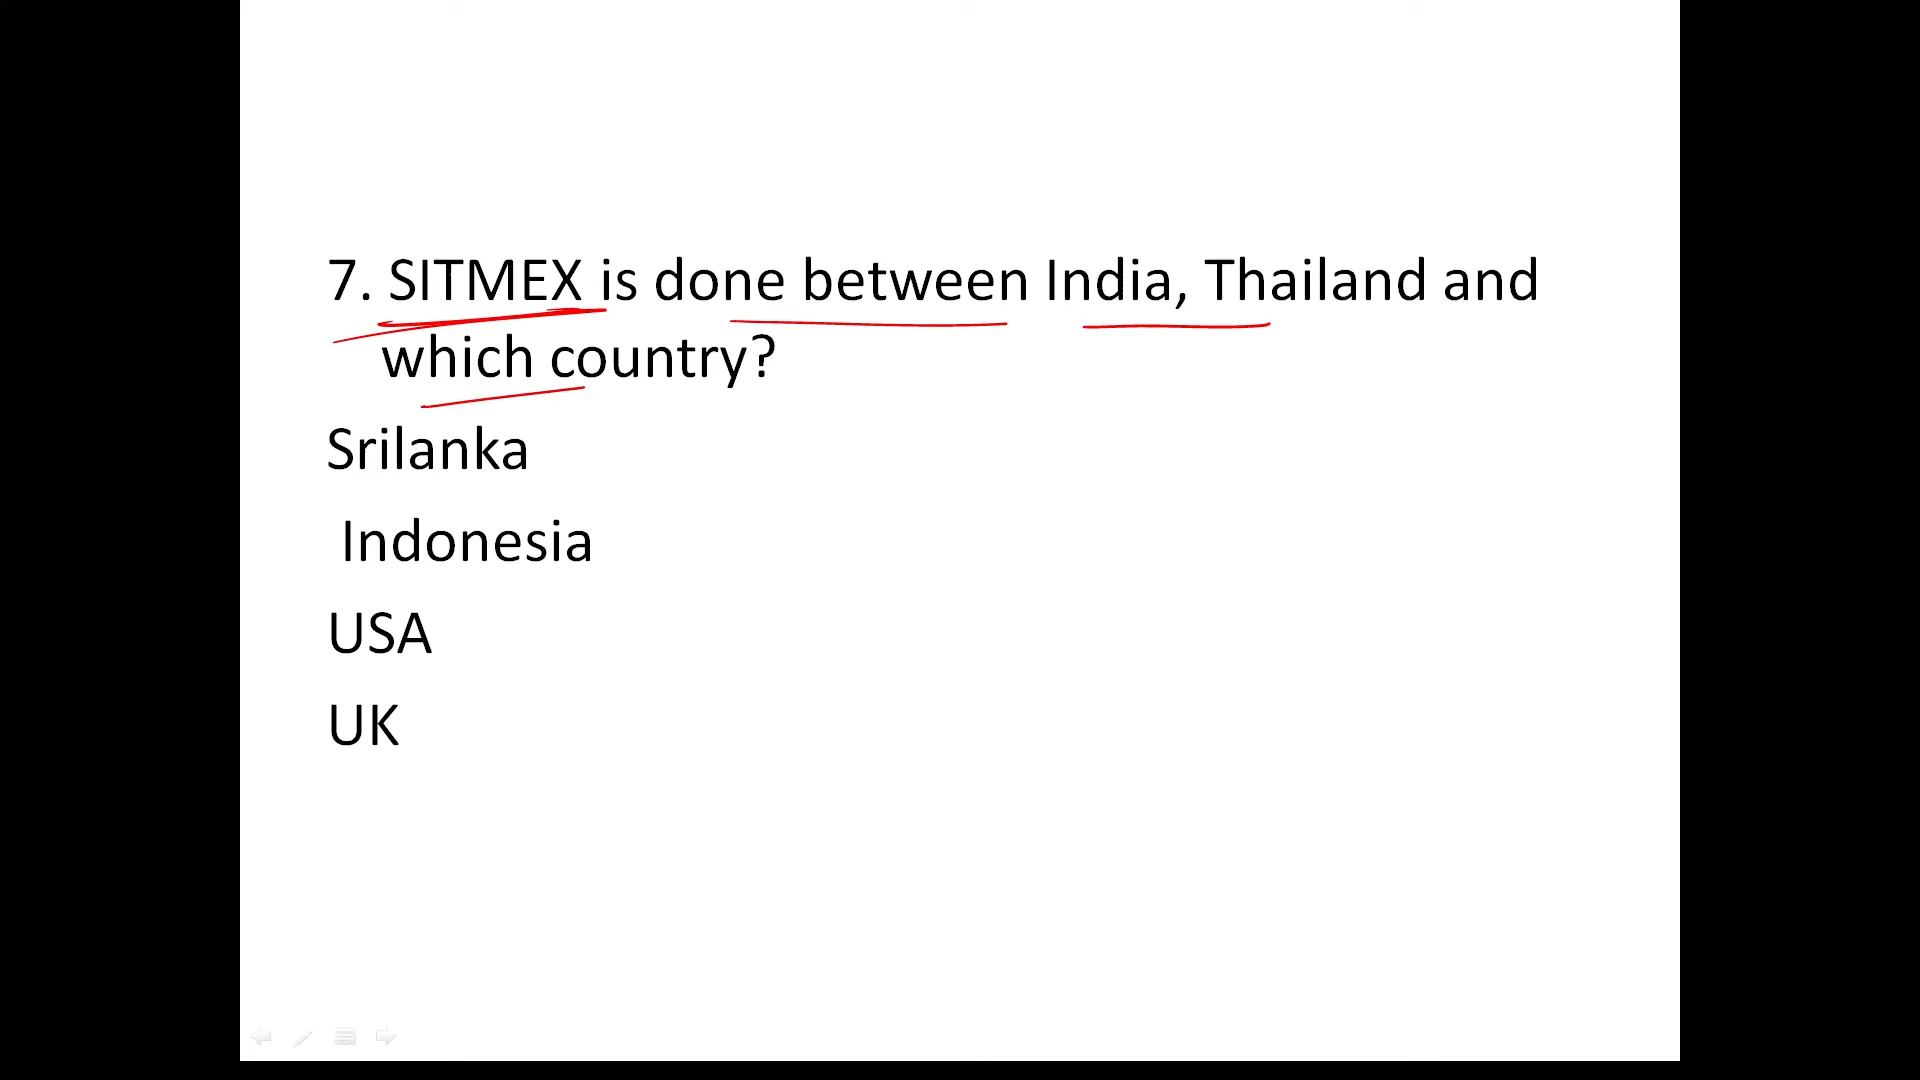 7. SITMEX is done between India, Thailand and
which country?
Srilanka
Indonesia
USA
UK